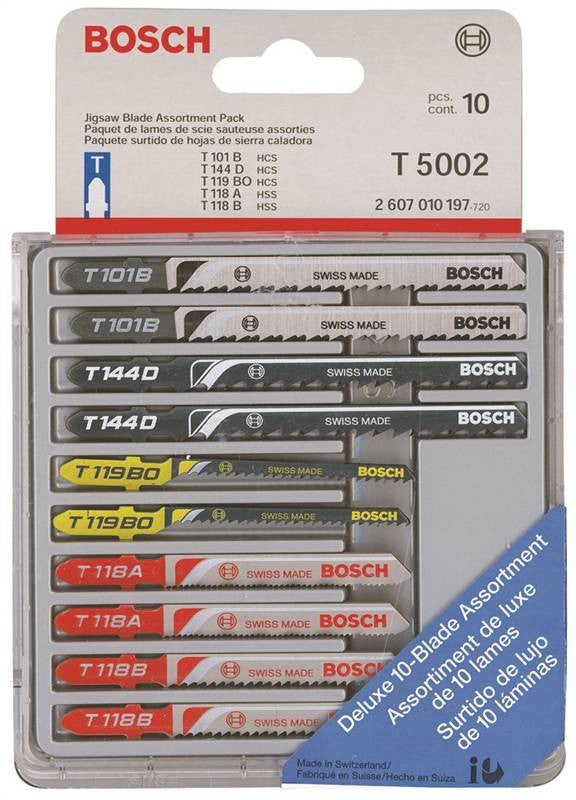 BOSCH
pcs.
cont. 10
Jigsaw Blade Assortment Pack
Paquet de lames de scie sauteuse assorties
Paquete surtido de hojas de sierra caladora
T
T 101 B HCS
T 144 D HCS
T 119 BO HCS
T 118 A HSS
T 118 B HSS
T 5002
2 607 010 197-720
T101B SWISS MADE BOSCH
T101B SWISS MADE BOSCH
T144D SWISS MADE BOSCH
T144D SWISS MADE BOSCH
T119BO SWISS MADE BOSCH
T119BO SWISS MADE BOSCH
T118A SWISS MADE BOSCH
T118A SWISS MADE BOSCH
T118B SWISS MADE BOSCH
T118B SWISS MADE
Deluxe 10-Blade Assortment
Assortiment de luxe
de 10 lames
Surtido de lujo
de 10 láminas
Made in Switzerland/
Fabriqué en Suisse/Hecho en Suiza